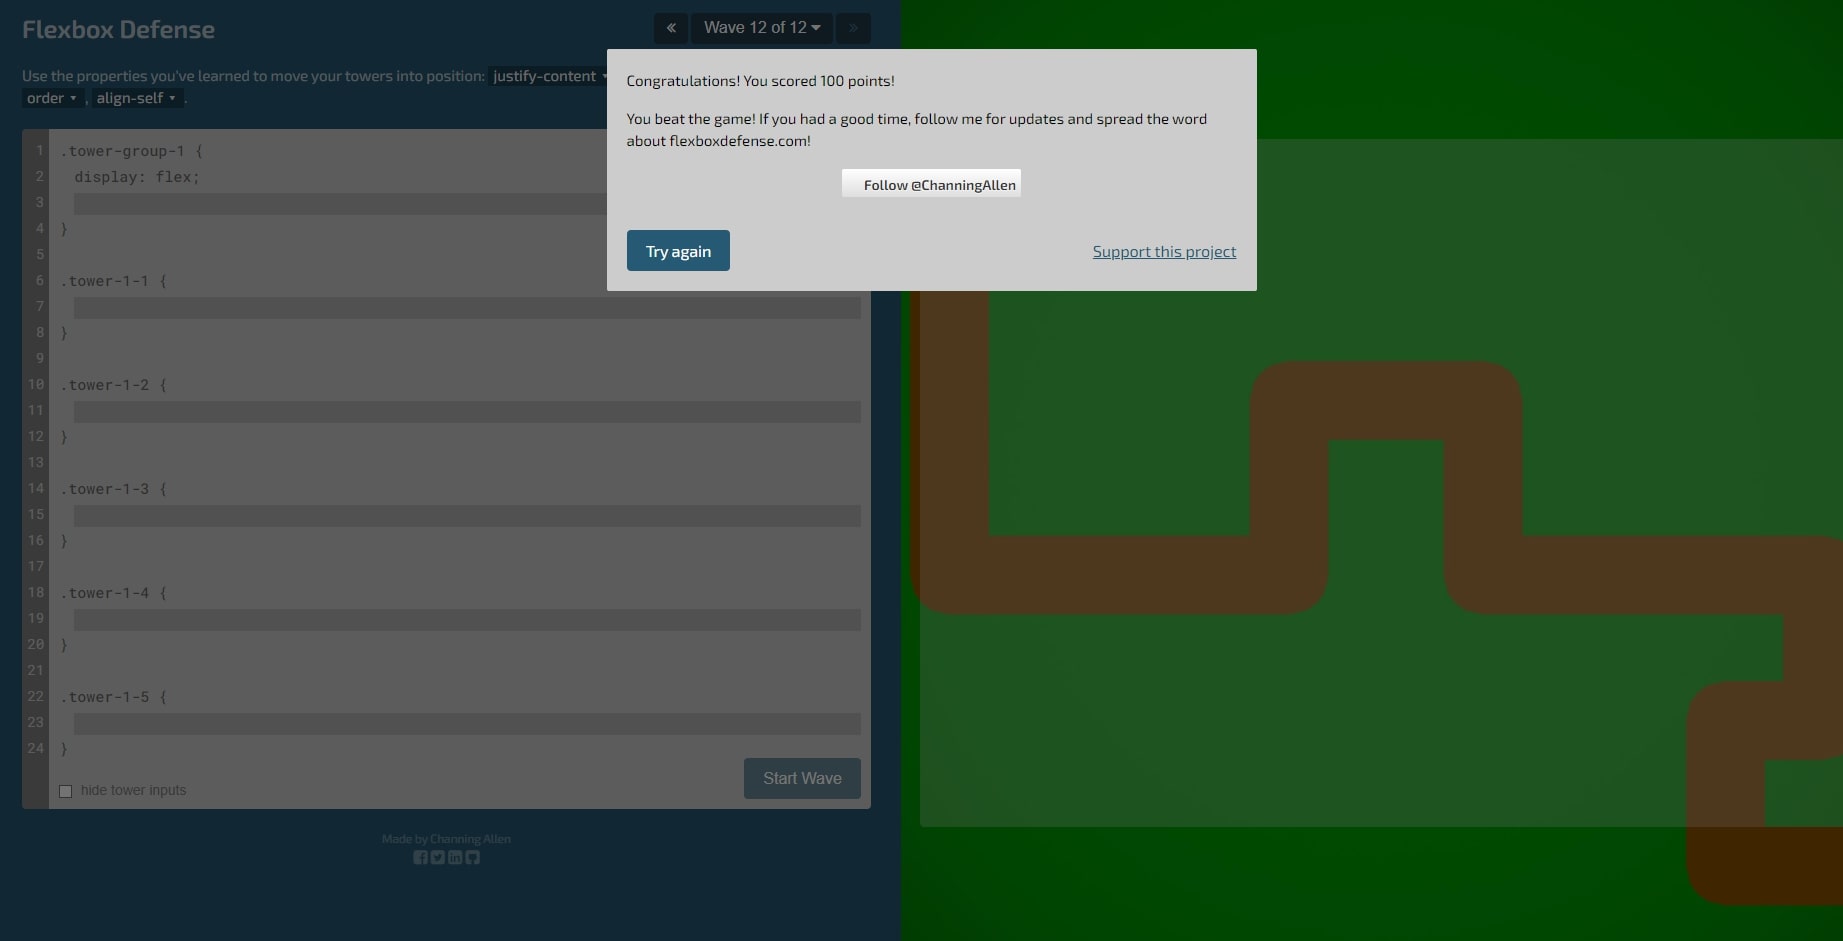 Flexbox Defense
«
Wave 12 of 12
»
Use the properties you've learned to move your towers into position: justify-content
order , align-self .
Congratulations! You scored 100 points!
You beat the game! If you had a good time, follow me for updates and spread the word
about flexboxdefense.com!
Follow @ChanningAllen
Try again
Support this project
1 .tower-group-1 {
2 display: flex;
3
4 }
5
6 .tower-1-1 {
7
8 }
9
10 .tower-1-2 {
11
12 }
13
14 .tower-1-3 {
15
16 }
17
18 .tower-1-4 {
19
20 }
21
22 .tower-1-5 {
23
24 }
hide tower inputs
Start Wave
Made by Channing Allen